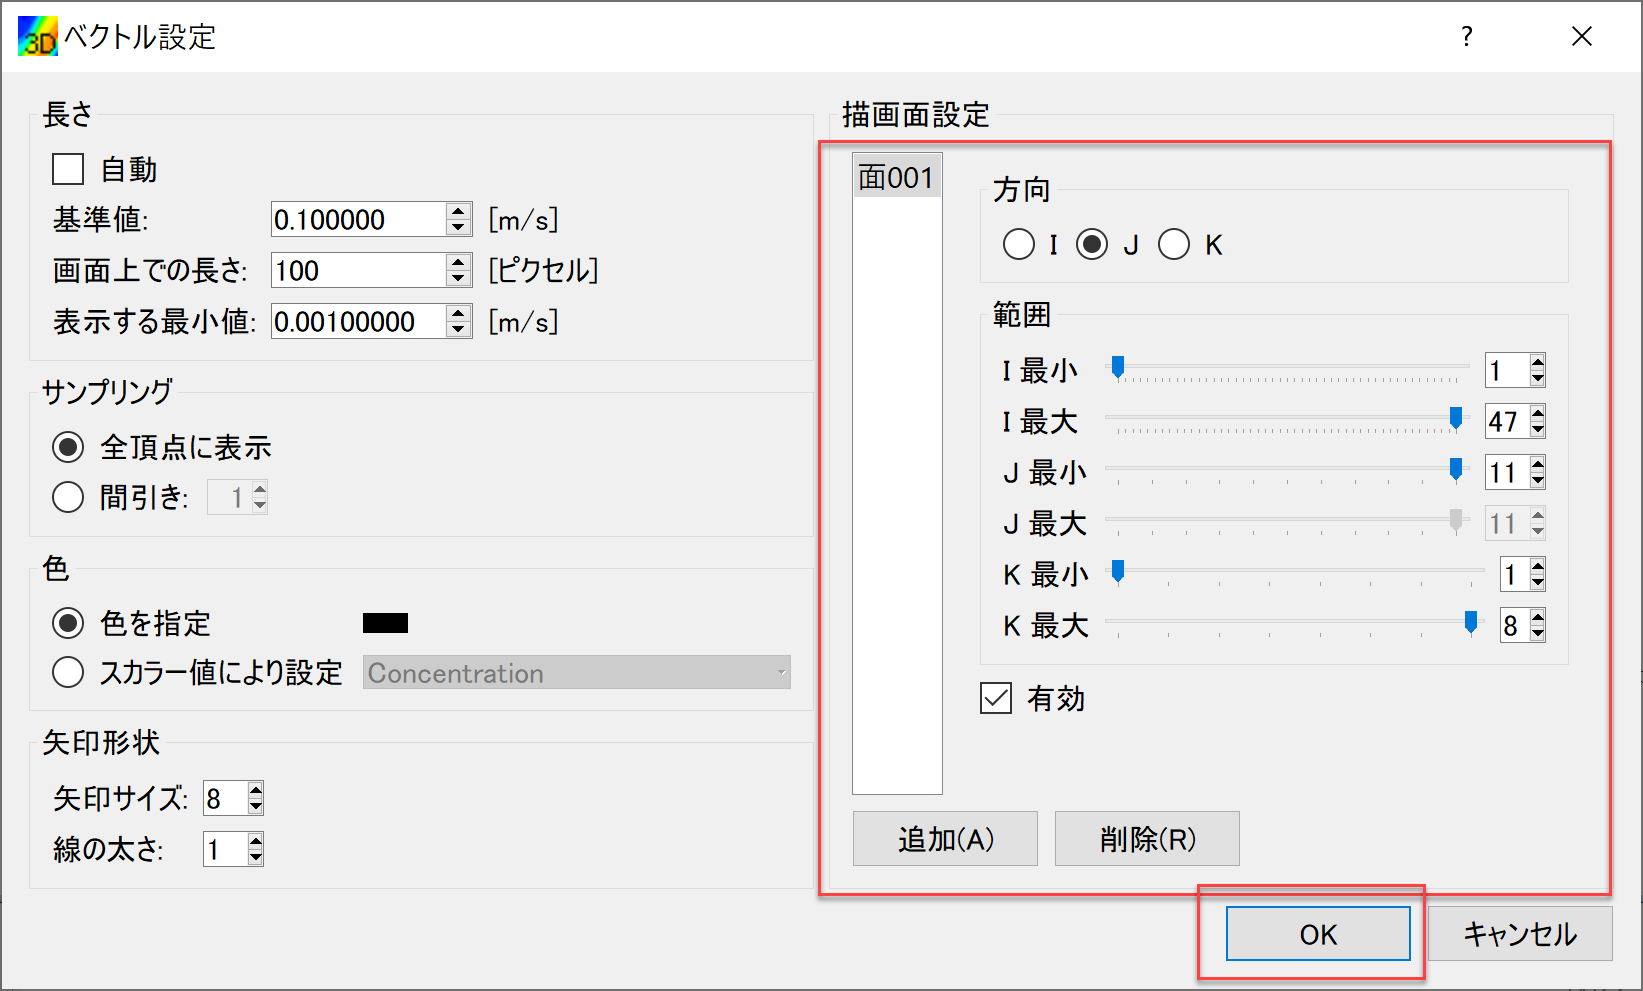 3D ベクトル設定 ?
長さ
自動
基準値: 0.100000 [m/s]
画面上での長さ: 100 [ピクセル]
表示する最小値: 0.00100000 [m/s]
サンプリング
全頂点に表示
間引き: 1
色
色を指定
スカラー値により設定 Concentration
矢印形状
矢印サイズ: 8
線の太さ: 1
描画面設定
面001
方向
I J K
範囲
I 最小 1
I 最大 47
J 最小 11
J 最大 11
K 最小 1
K 最大 8
有効
追加(A) 削除(R)
OK キャンセル